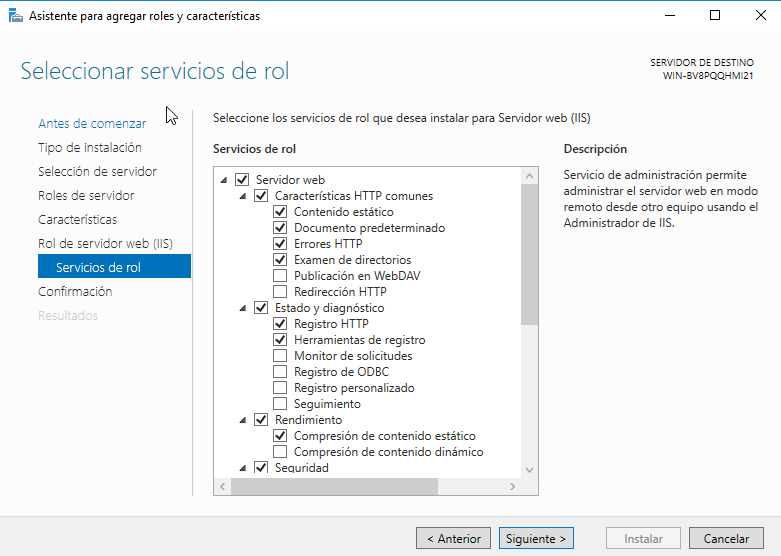 Asistente para agregar roles y características
Seleccionar servicios de rol
SERVIDOR DE DESTINO
WIN-BV8PQQHMI21
Antes de comenzar
Tipo de instalación
Selección de servidor
Roles de servidor
Características
Rol de servidor web (IIS)
Servicios de rol
Confirmación
Resultados
Seleccione los servicios de rol que desea instalar para Servidor web (IIS)
Servicios de rol
Servidor web
Características HTTP comunes
Contenido estático
Documento predeterminado
Errores HTTP
Examen de directorios
Publicación en WebDAV
Redirección HTTP
Estado y diagnóstico
Registro HTTP
Herramientas de registro
Monitor de solicitudes
Registro de ODBC
Registro personalizado
Seguimiento
Rendimiento
Compresión de contenido estático
Compresión de contenido dinámico
Seguridad
Descripción
Servicio de administración permite
administrar el servidor web en modo
remoto desde otro equipo usando el
Administrador de IIS.
< Anterior
Siguiente >
Instalar
Cancelar